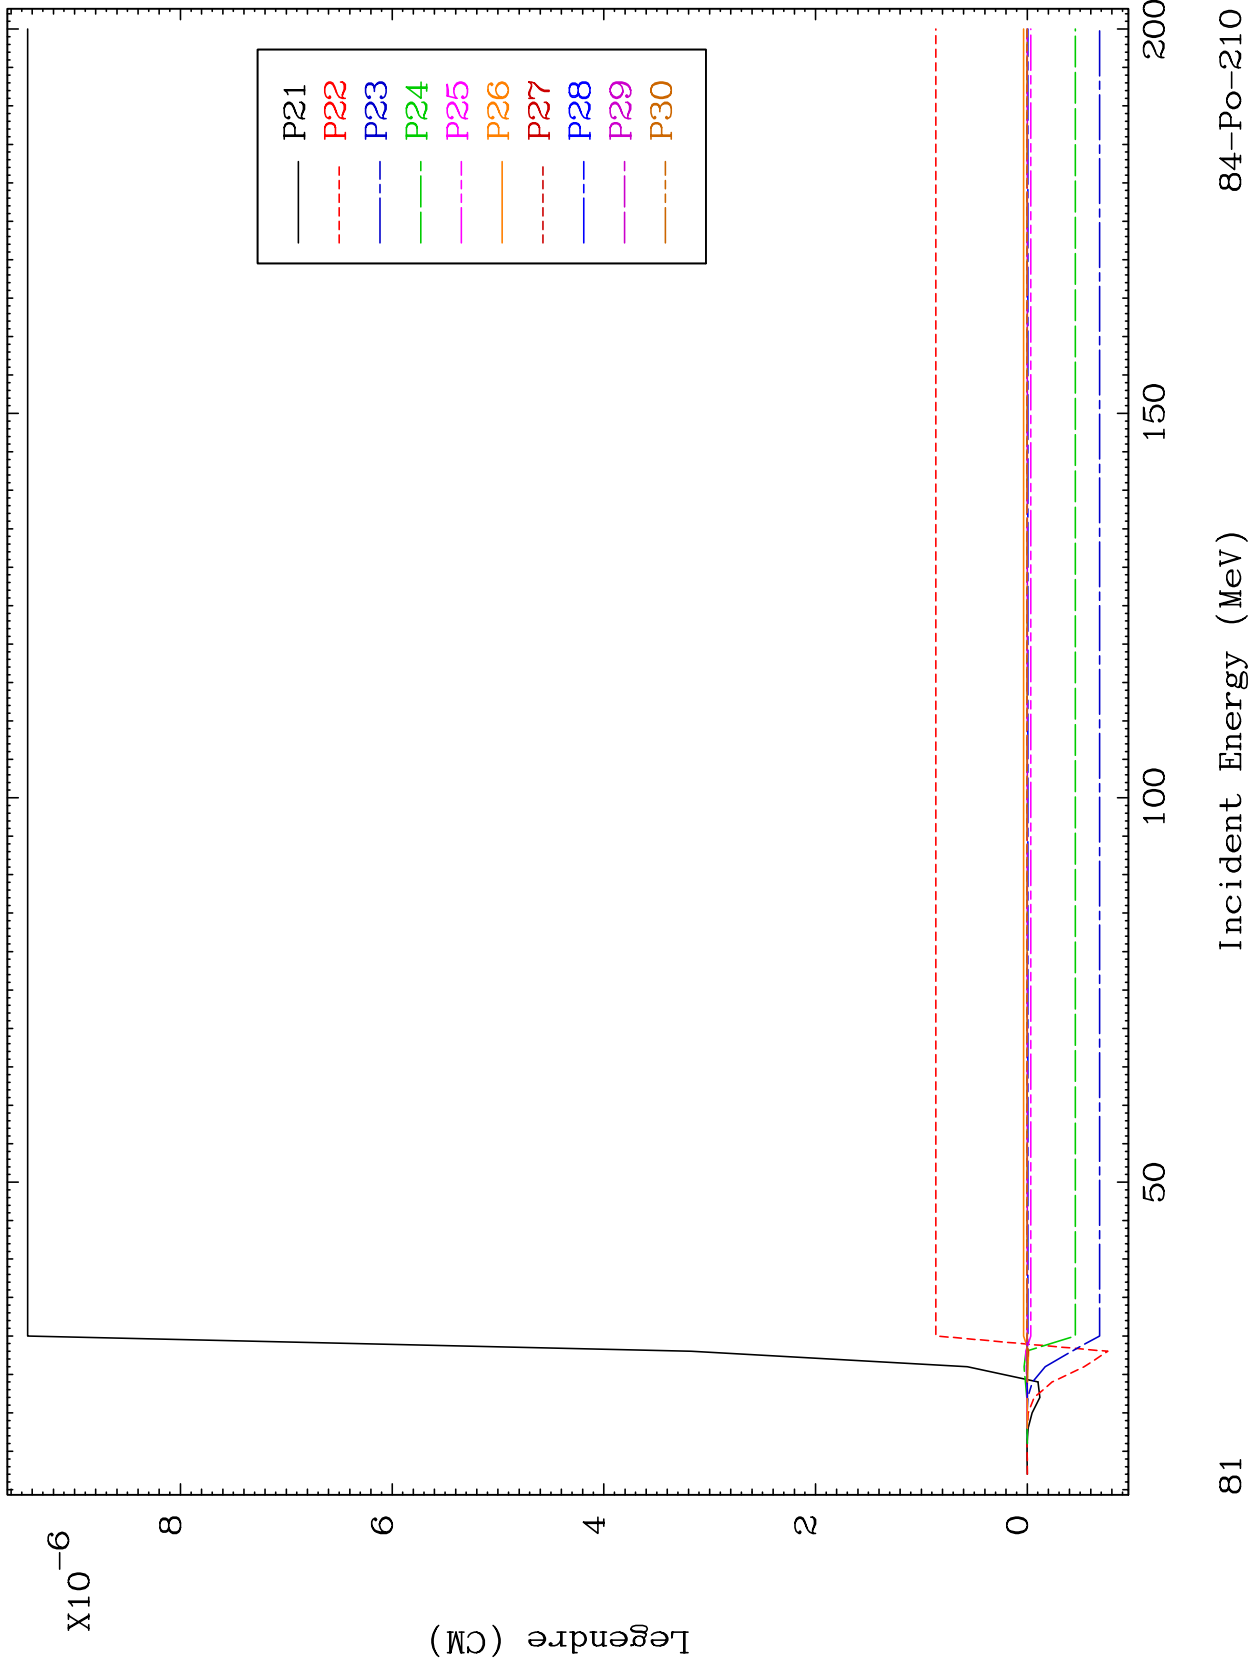 X10
-6
8
6
4
2
0
Legendre (CM)
P21
P22
P23
P24
P25
P26
P27
P28
P29
P30
50
100
150
200
Incident Energy (MeV)
81
84-Po-210